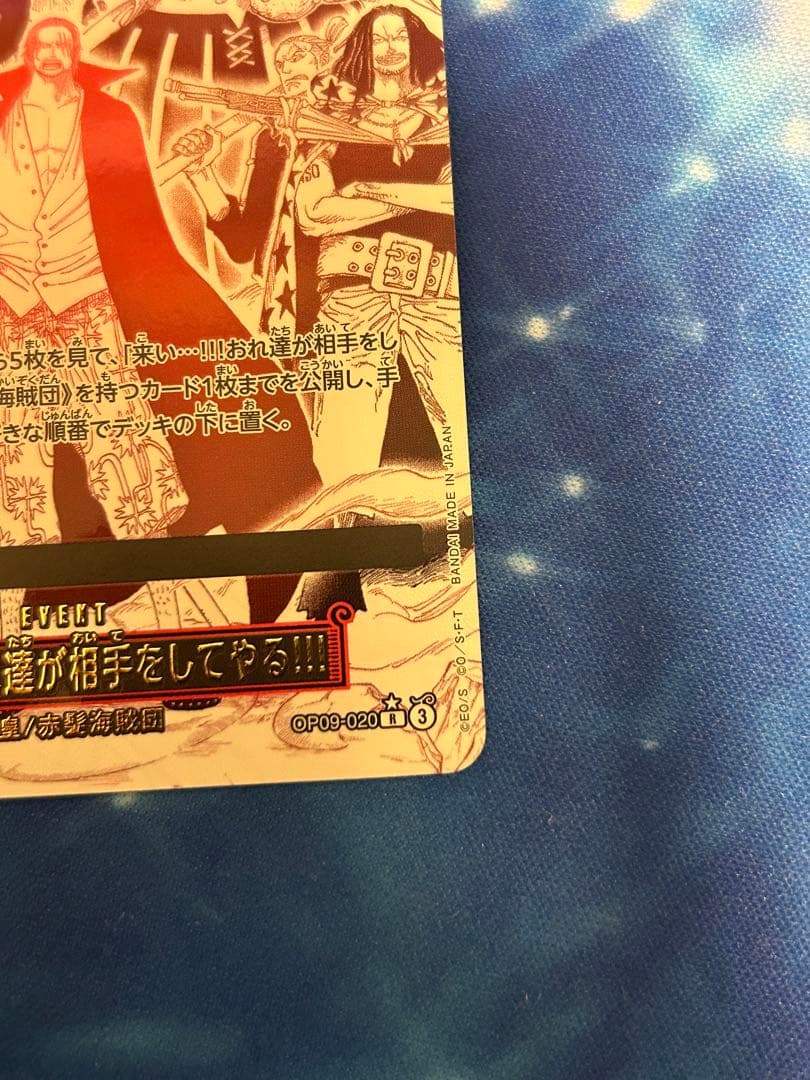 ら5枚を見て、「来い…!!!おれ達が相手をし
海賊団》を持つカード1枚までを公開し、手
きな順番でデッキの下に置く。
EVENT
達が相手をしてやる!!!
皇/赤髪海賊団
OP09-020 R 3
©EO/S ©O/S・F・T BANDAI MADE IN JAPAN